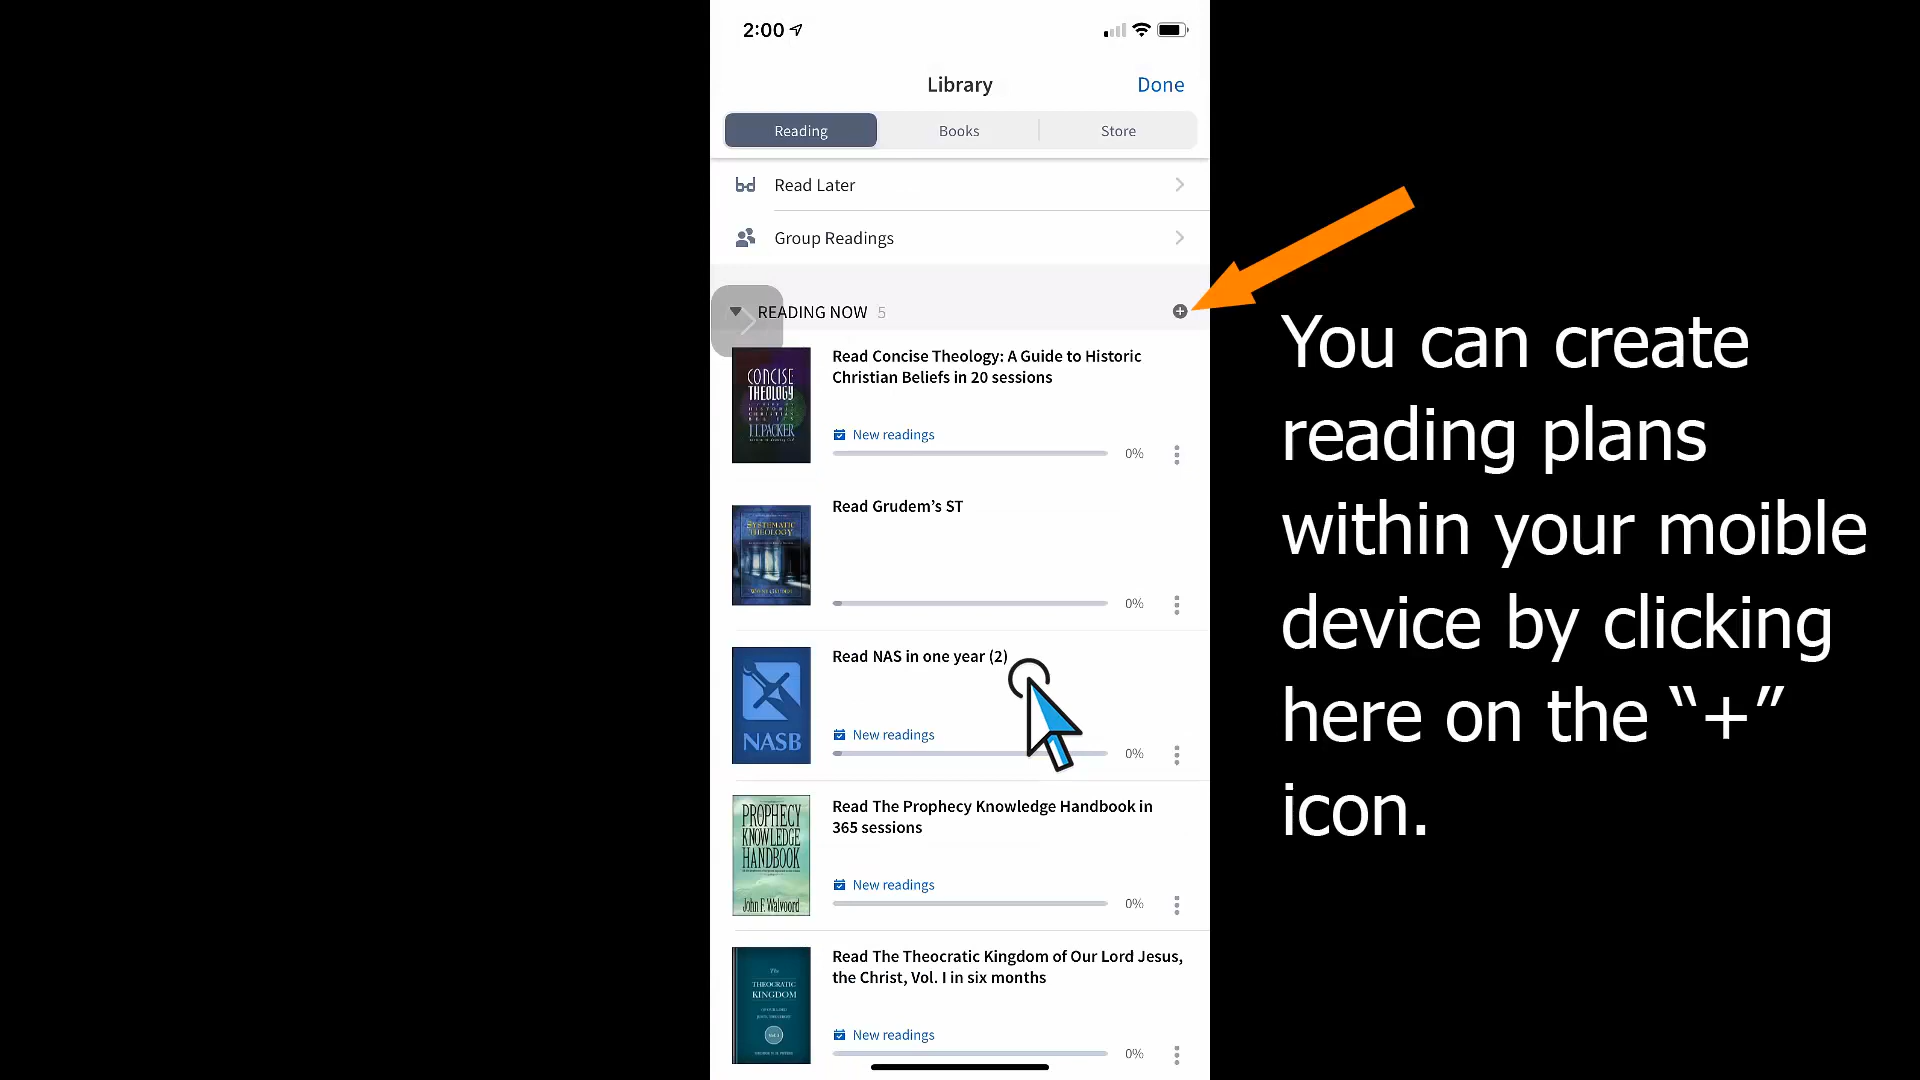 2:00
Library
Done
Reading
Books
Store
Read Later
Group Readings
READING NOW 5
CONCISE
THEOLOGY
J.I. PACKER
Read Concise Theology: A Guide to Historic
Christian Beliefs in 20 sessions
New readings
0%
SYSTEMATIC
THEOLOGY
WAYNE GRUDEM
Read Grudem’s ST
0%
NASB
Read NAS in one year (2)
New readings
0%
PROPHECY
KNOWLEDGE
HANDBOOK
John F. Walvoord
Read The Prophecy Knowledge Handbook in
365 sessions
New readings
0%
The
THEOCRATIC
KINGDOM
Read The Theocratic Kingdom of Our Lord Jesus,
the Christ, Vol. I in six months
New readings
0%
You can create
reading plans
within your moible
device by clicking
here on the “+”
icon.